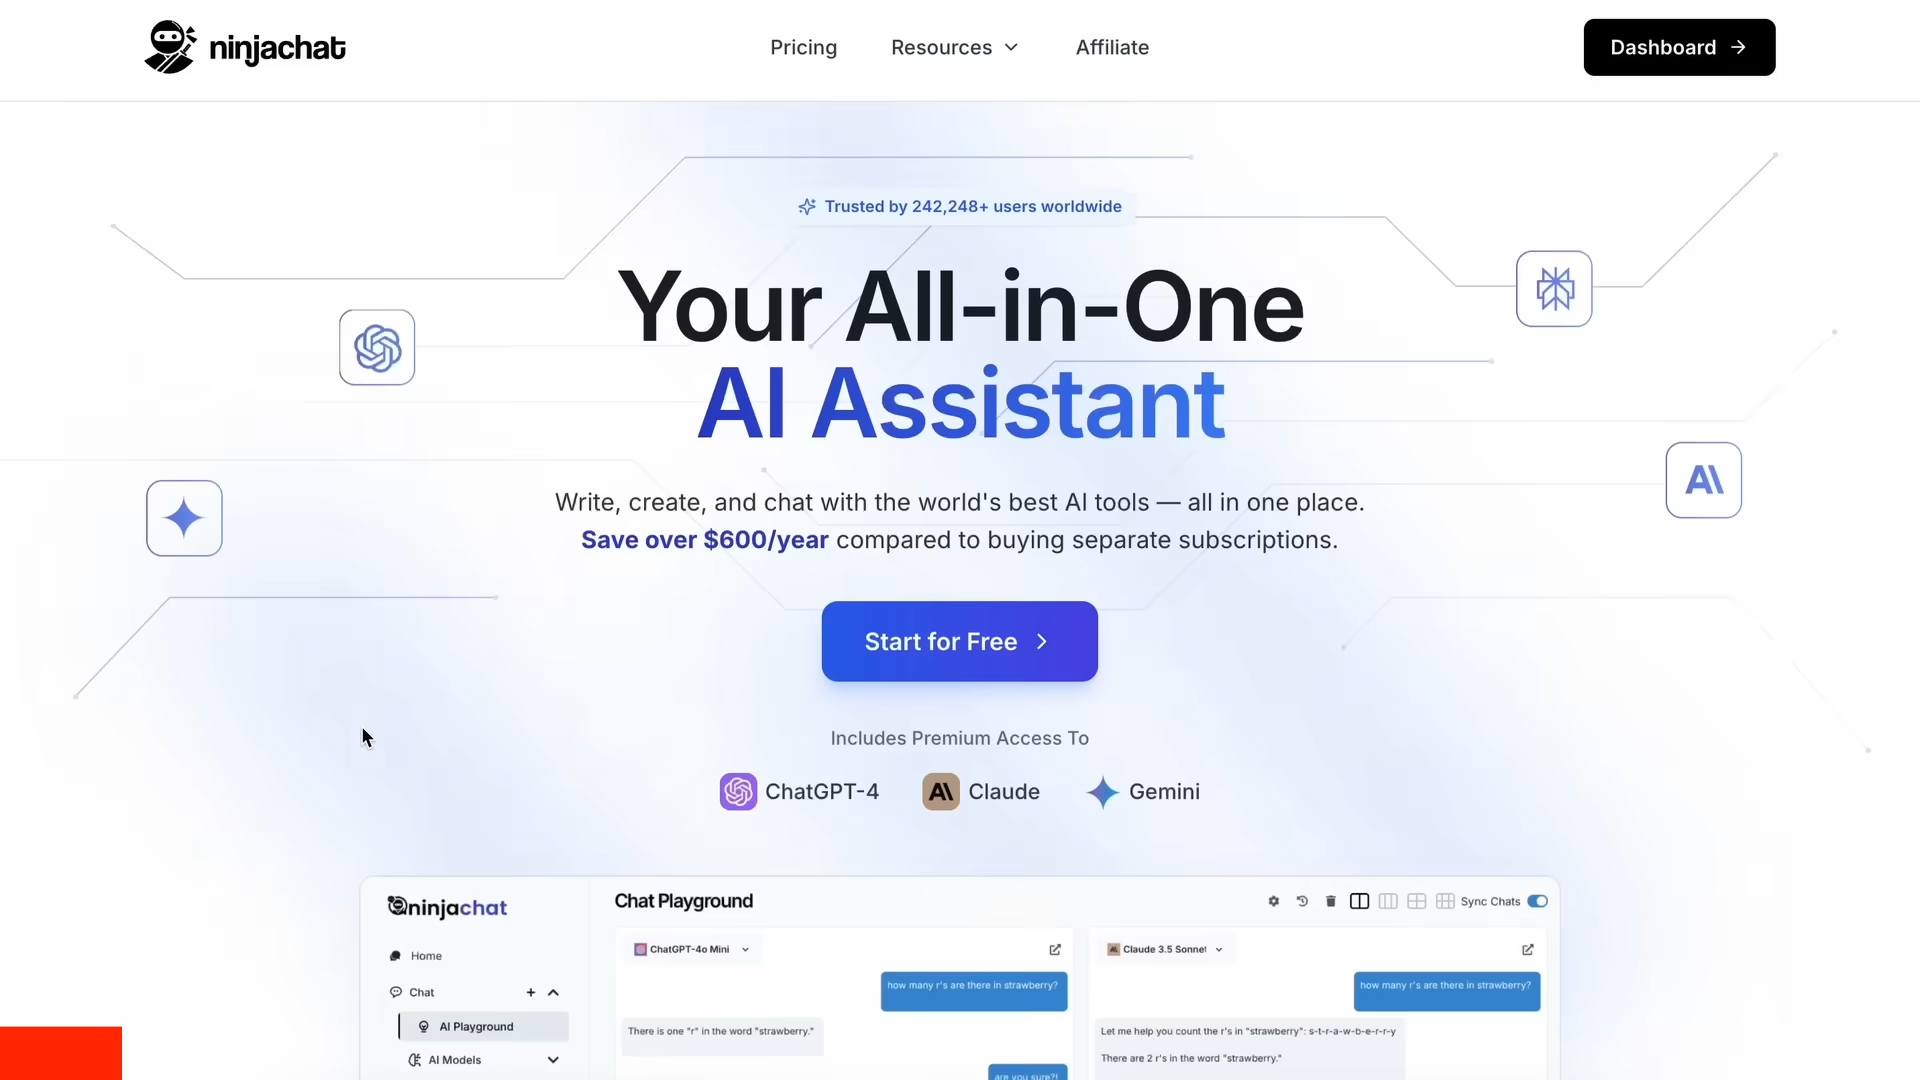 ninjachat
Pricing
Resources
Affiliate
Dashboard
Trusted by 242,248+ users worldwide
Your All-in-One
AI Assistant
Write, create, and chat with the world's best AI tools — all in one place.
Save over $600/year compared to buying separate subscriptions.
Start for Free
Includes Premium Access To
ChatGPT-4
Claude
Gemini
ninjachat
Home
Chat
AI Playground
AI Models
Chat Playground
Sync Chats
ChatGPT-4o Mini
how many r's are there in strawberry?
There is one "r" in the word "strawberry."
are you sure?!
Claude 3.5 Sonnet
how many r's are there in strawberry?
Let me help you count the r's in "strawberry": s-t-r-a-w-b-e-r-r-y
There are 2 r's in the word "strawberry."